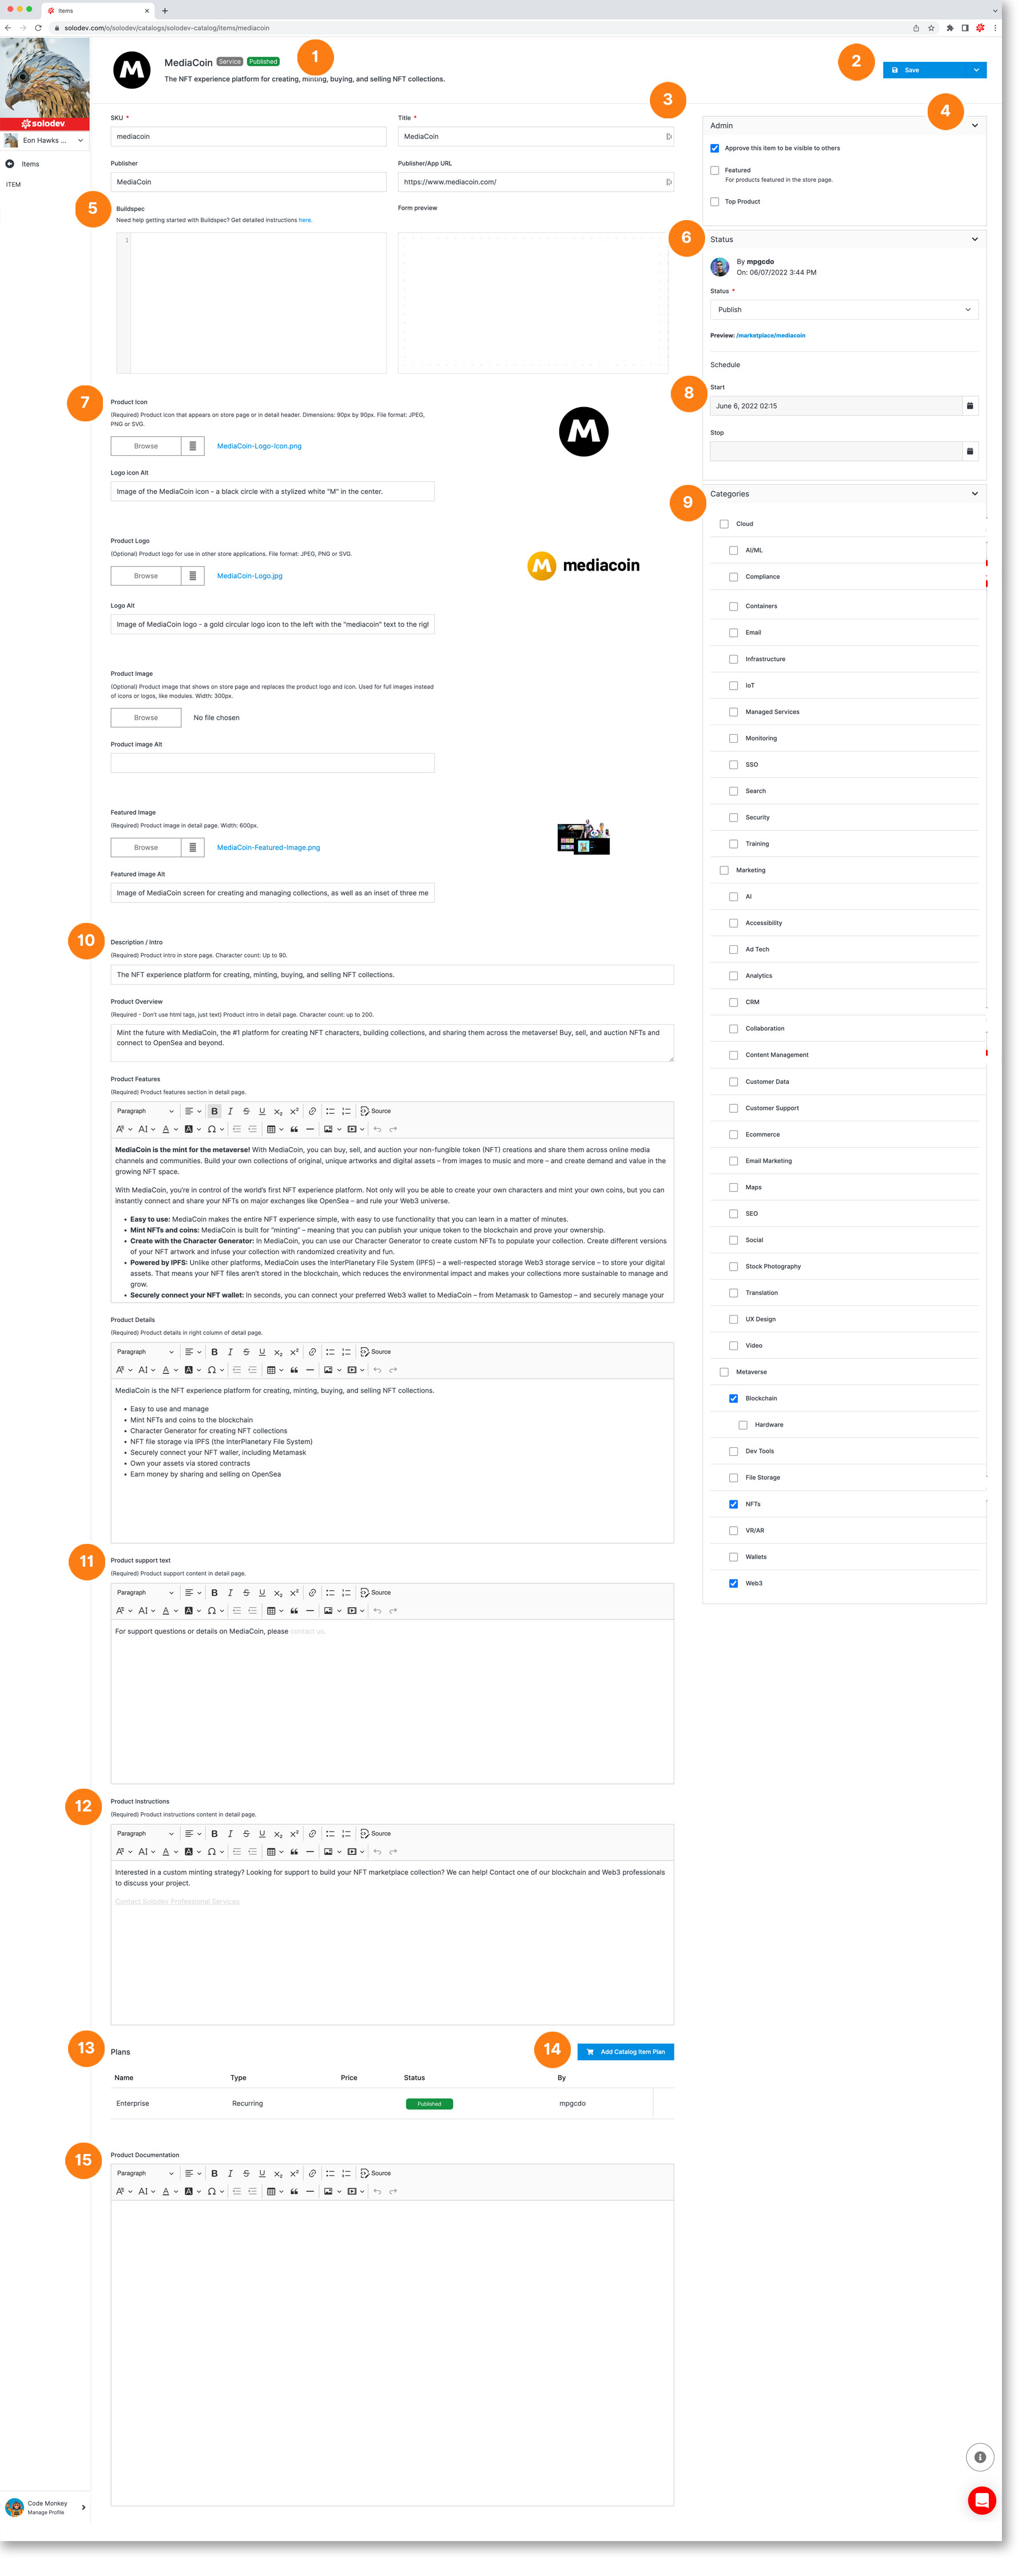 Items
solodev.com/o/solodev/catalogs/solodev-catalog/items/mediacoin
solodev.
Eon Hawks ...
Items
ITEM
MediaCoin Service Published
1
The NFT experience platform for creating, minting, buying, and selling NFT collections.
2
Save
3
SKU *
mediacoin
Title *
MediaCoin
Publisher
MediaCoin
Publisher/App URL
https://www.mediacoin.com/
4
Admin
Approve this item to be visible to others
Featured
For products featured in the store page.
Top Product
5
Buildspec
Need help getting started with Buildspec? Get detailed instructions here.
1
Form preview
6
Status
By mpgcdo
On: 06/07/2022 3:44 PM
Status *
Publish
Preview: /marketplace/mediacoin
Schedule
8
Start
June 6, 2022 02:15
Stop
7
Product Icon
(Required) Product icon that appears on store page or in detail header. Dimensions: 90px by 90px. File format: JPEG,
PNG or SVG.
Browse
MediaCoin-Logo-Icon.png
Logo icon Alt
Image of the MediaCoin icon - a black circle with a stylized white "M" in the center.
Product Logo
(Optional) Product logo for use in other store applications. File format: JPEG, PNG or SVG.
Browse
MediaCoin-Logo.jpg
mediacoin
Logo Alt
Image of MediaCoin logo - a gold circular logo icon to the left with the "mediacoin" text to the righ
Product Image
(Optional) Product image that shows on store page and replaces the product logo and icon. Used for full images instead
of icons or logos, like modules. Width: 300px.
Browse
No file chosen
Product image Alt
Featured Image
(Required) Product image in detail page. Width: 600px.
Browse
MediaCoin-Featured-Image.png
Featured image Alt
Image of MediaCoin screen for creating and managing collections, as well as an inset of three me
9
Categories
Cloud
AI/ML
Compliance
Containers
Email
Infrastructure
IoT
Managed Services
Monitoring
SSO
Search
Security
Training
Marketing
AI
Accessibility
Ad Tech
Analytics
CRM
Collaboration
Content Management
Customer Data
Customer Support
Ecommerce
Email Marketing
Maps
SEO
Social
Stock Photography
Translation
UX Design
Video
Metaverse
Blockchain
Hardware
Dev Tools
File Storage
NFTs
VR/AR
Wallets
Web3
10
Description / Intro
(Required) Product intro in store page. Character count: Up to 90.
The NFT experience platform for creating, minting, buying, and selling NFT collections.
Product Overview
(Required - Don't use html tags, just text) Product intro in detail page. Character count: up to 200.
Mint the future with MediaCoin, the #1 platform for creating NFT characters, building collections, and sharing them across the metaverse! Buy, sell, and auction NFTs and
connect to OpenSea and beyond.
Product Features
(Required) Product features section in detail page.
Paragraph
Source
MediaCoin is the mint for the metaverse! With MediaCoin, you can buy, sell, and auction your non-fungible token (NFT) creations and share them across online media
channels and communities. Build your own collections of original, unique artworks and digital assets – from images to music and more – and create demand and value in the
growing NFT space.
With MediaCoin, you're in control of the world's first NFT experience platform. Not only will you be able to create your own characters and mint your own coins, but you can
instantly connect and share your NFTs on major exchanges like OpenSea – and rule your Web3 universe.
• Easy to use: MediaCoin makes the entire NFT experience simple, with easy to use functionality that you can learn in a matter of minutes.
• Mint NFTs and coins: MediaCoin is built for "minting" – meaning that you can publish your unique token to the blockchain and prove your ownership.
• Create with the Character Generator: In MediaCoin, you can use our Character Generator to create custom NFTs to populate your collection. Create different versions
of your NFT artwork and infuse your collection with randomized creativity and fun.
• Powered by IPFS: Unlike other platforms, MediaCoin uses the InterPlanetary File System (IPFS) – a well-respected storage Web3 storage service – to store your digital
assets. That means your NFT files aren't stored in the blockchain, which reduces the environmental impact and makes your collections more sustainable to manage and
grow.
• Securely connect your NFT wallet: In seconds, you can connect your preferred Web3 wallet to MediaCoin – from Metamask to Gamestop – and securely manage your
Product Details
(Required) Product details in right column of detail page.
Paragraph
Source
MediaCoin is the NFT experience platform for creating, minting, buying, and selling NFT collections.
• Easy to use and manage
• Mint NFTs and coins to the blockchain
• Character Generator for creating NFT collections
• NFT file storage via IPFS (the InterPlanetary File System)
• Securely connect your NFT waller, including Metamask
• Own your assets via stored contracts
• Earn money by sharing and selling on OpenSea
11
Product support text
(Required) Product support content in detail page.
Paragraph
Source
For support questions or details on MediaCoin, please contact us.
12
Product Instructions
(Required) Product instructions content in detail page.
Paragraph
Source
Interested in a custom minting strategy? Looking for support to build your NFT marketplace collection? We can help! Contact one of our blockchain and Web3 professionals
to discuss your project.
Contact Solodev Professional Services
13
Plans
14
Add Catalog Item Plan
Name Type Price Status By
Enterprise Recurring Published mpgcdo
15
Product Documentation
Paragraph
Source
Code Monkey
Manage Profile